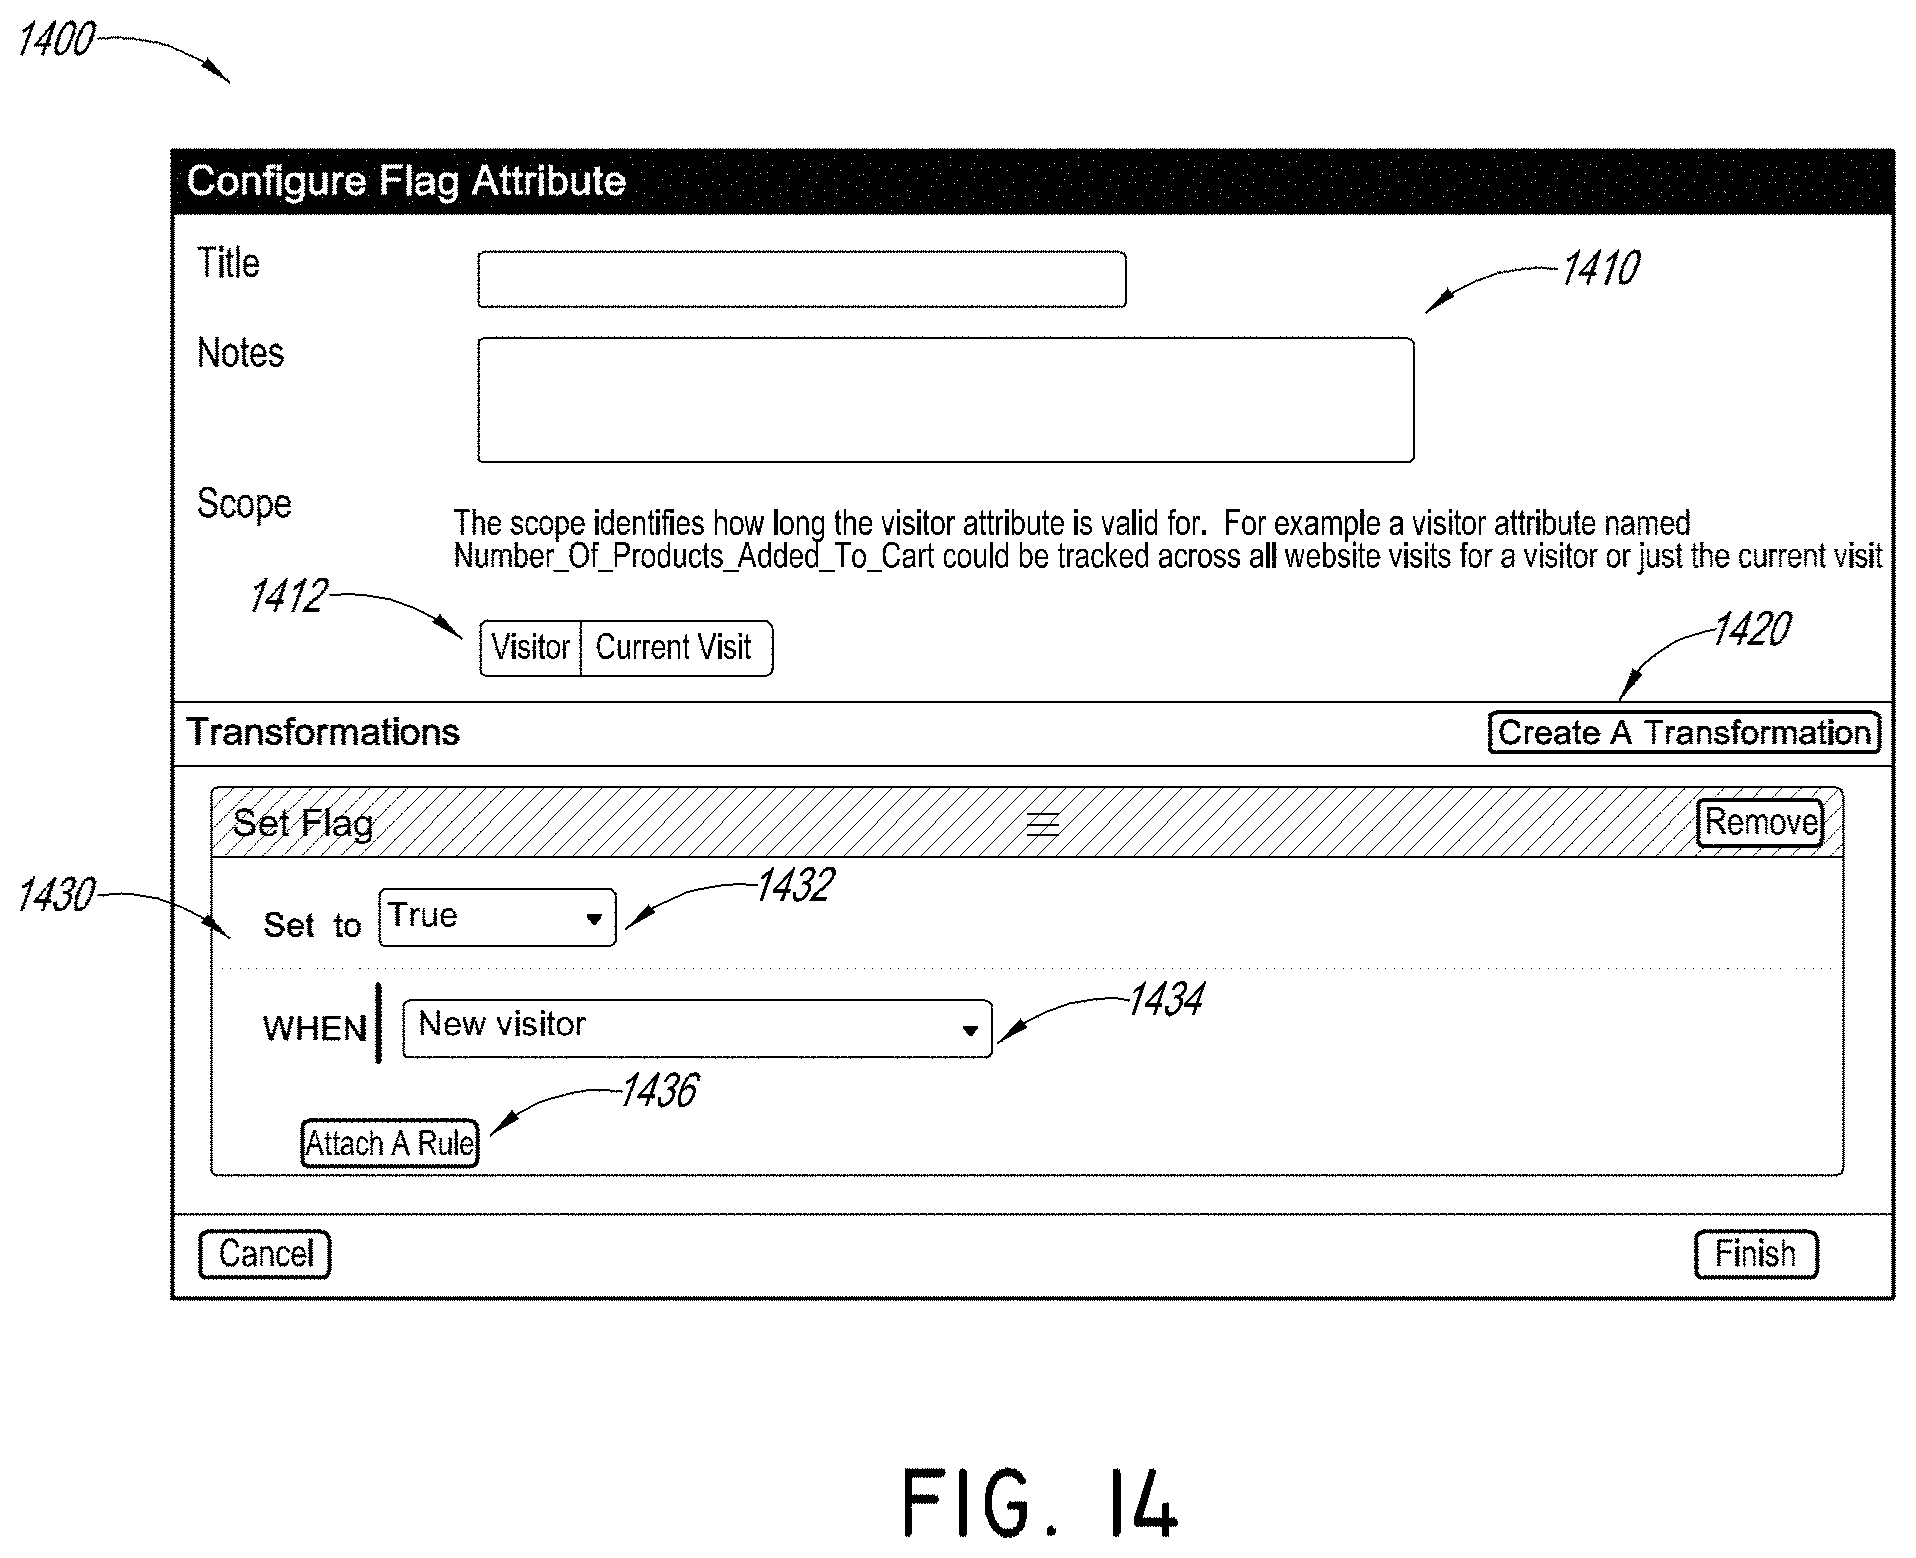 1400
Configure Flag Attribute
Title
1410
Notes
Scope
The scope identifies how long the visitor attribute is valid for. For example a visitor attribute named
Number_Of_Products_Added_To_Cart could be tracked across all website visits for a visitor or just the current visit
1412
Visitor Current Visit
1420
Transformations Create A Transformation
Set Flag Remove
1430
Set to True 1432
WHEN New visitor 1434
1436
Attach A Rule
Cancel Finish
FIG. 14